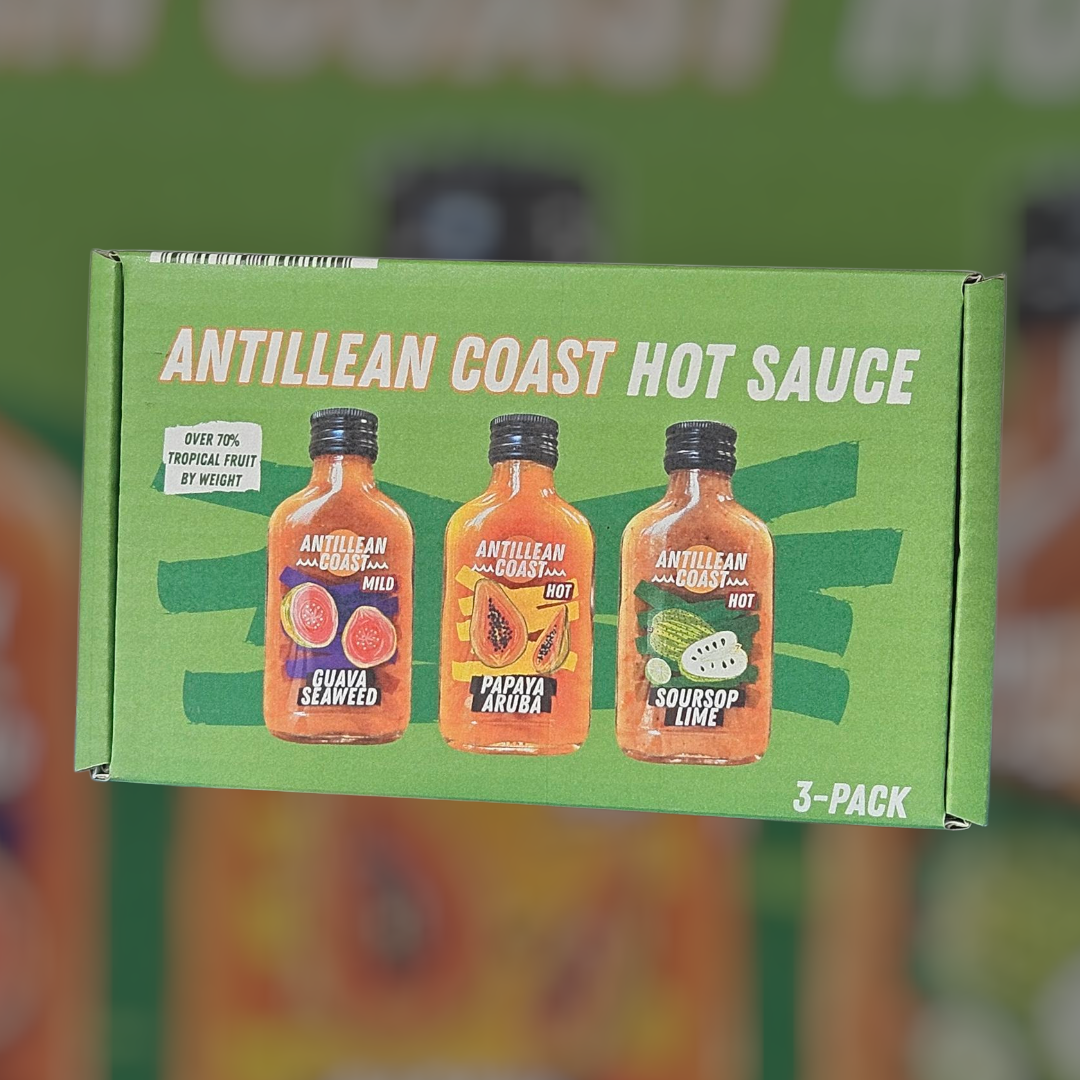 ANTILLEAN COAST HOT SAUCE
OVER 70%
TROPICAL FRUIT
BY WEIGHT
ANTILLEAN
COAST
MILD
GUAVA
SEAWEED
ANTILLEAN
COAST
HOT
PAPAYA
ARUBA
ANTILLEAN
COAST
HOT
SOURSOP
LIME
3-PACK